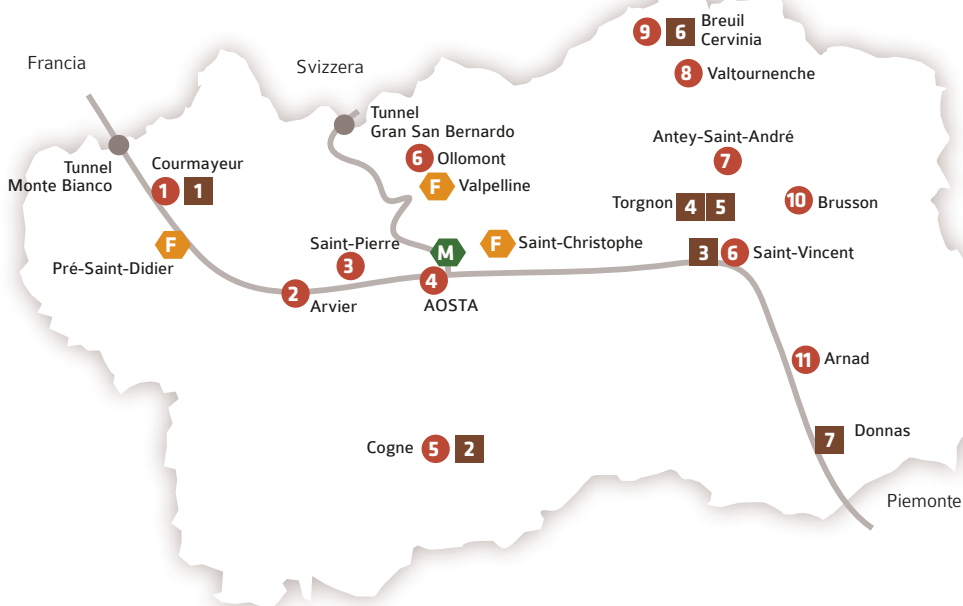 9 6 Breuil
Cervinia
Francia
Svizzera
8 Valtournenche
Tunnel
Gran San Bernardo
Antey-Saint-André
7
Tunnel
Monte Bianco
Courmayeur
1 1
6 Ollomont
F Valpelline
Torgnon 4 5
10 Brusson
F
Pré-Saint-Didier
Saint-Pierre
3
M
F Saint-Christophe
3 6 Saint-Vincent
2
Arvier
4
AOSTA
11 Arnad
7 Donnas
Cogne 5 2
Piemonte